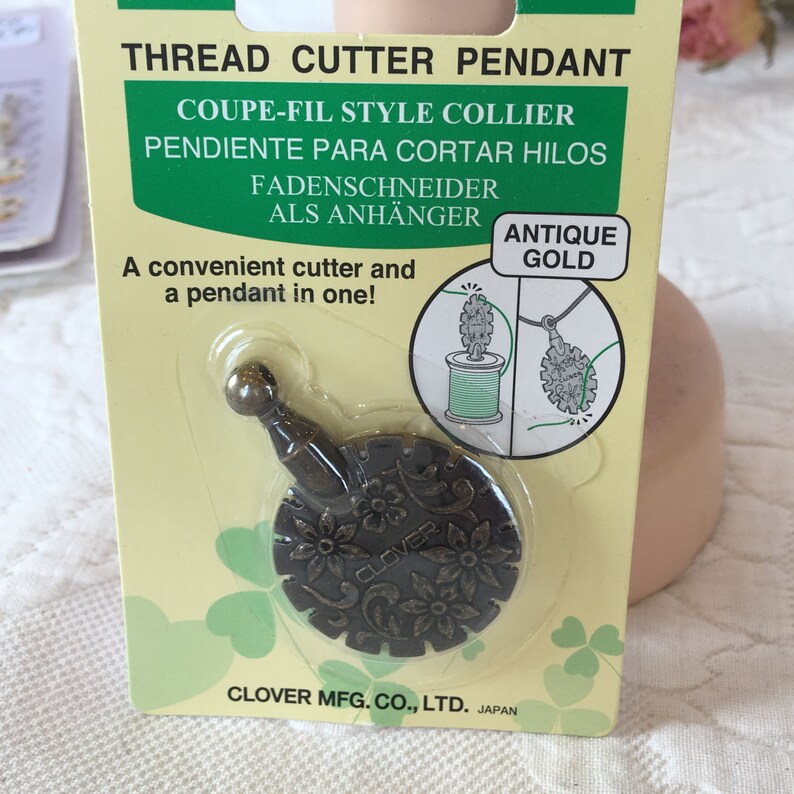 THREAD CUTTER PENDANT
COUPE-FIL STYLE COLLIER
PENDIENTE PARA CORTAR HILOS
FADENSCHNEIDER
ALS ANHÄNGER
ANTIQUE
GOLD
A convenient cutter and
a pendant in one!
CLOVER
CLOVER
CLOVER MFG. CO., LTD. JAPAN